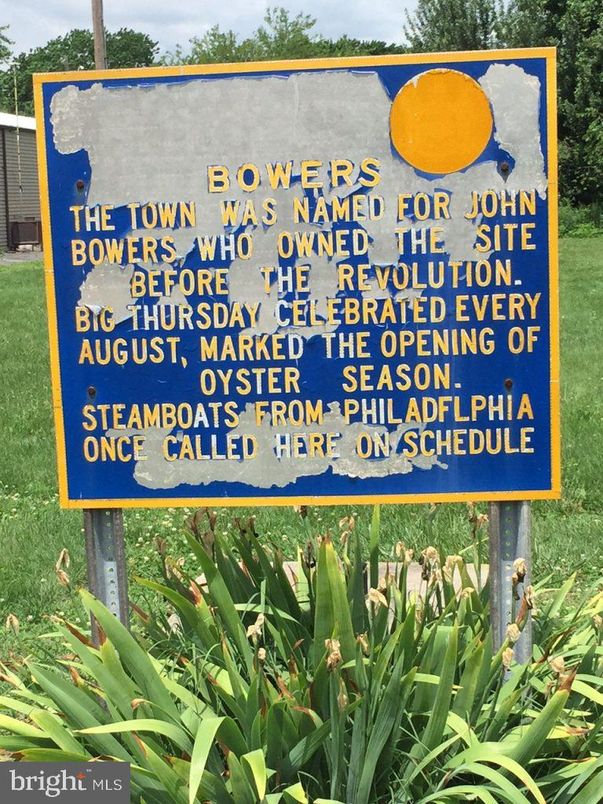 BOWERS
THE TOWN WAS NAMED FOR JOHN
BOWERS WHO OWNED THE SITE
BEFORE THE REVOLUTION.
BIG THURSDAY CELEBRATED EVERY
AUGUST, MARKED THE OPENING OF
OYSTER SEASON.
STEAMBOATS FROM PHILADFLPHIA
ONCE CALLED HERE ON SCHEDULE
bright MLS